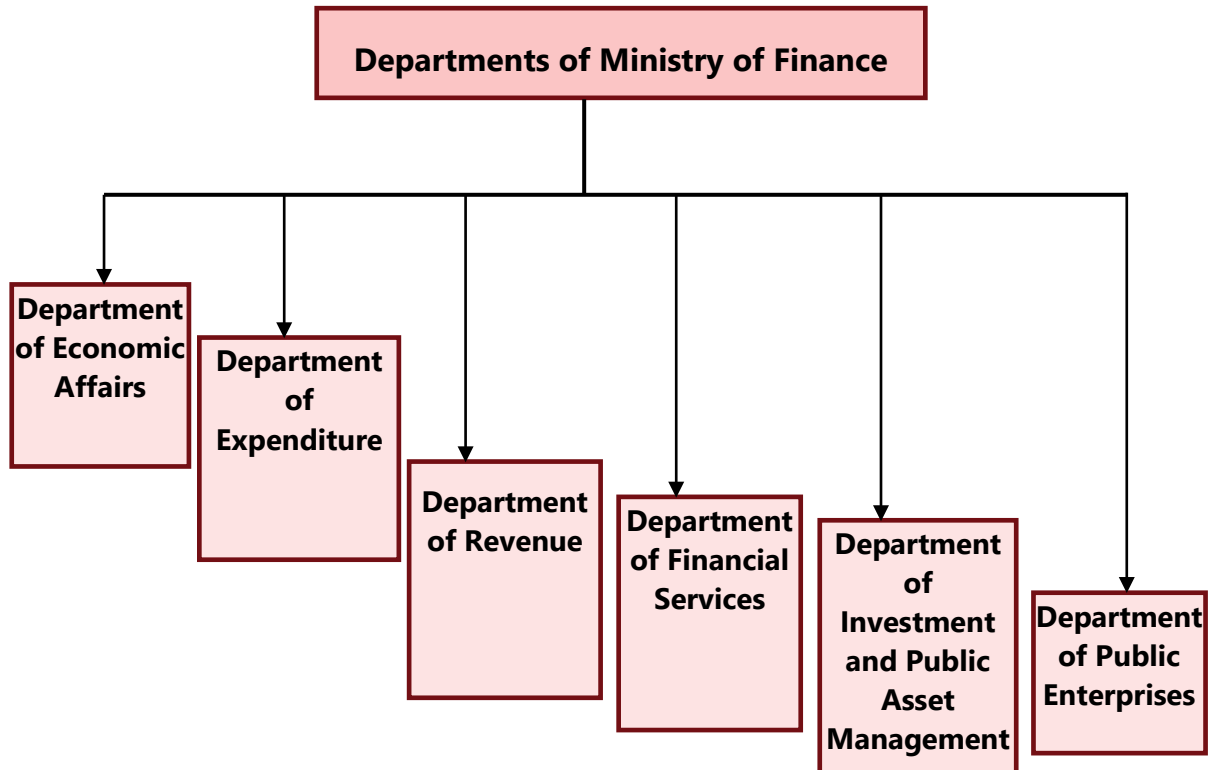 Departments of Ministry of Finance
Department
of Economic
Affairs
Department
of
Expenditure
Department
of Revenue
Department
of Financial
Services
Department
of
Investment
and Public
Asset
Management
Department
of Public
Enterprises